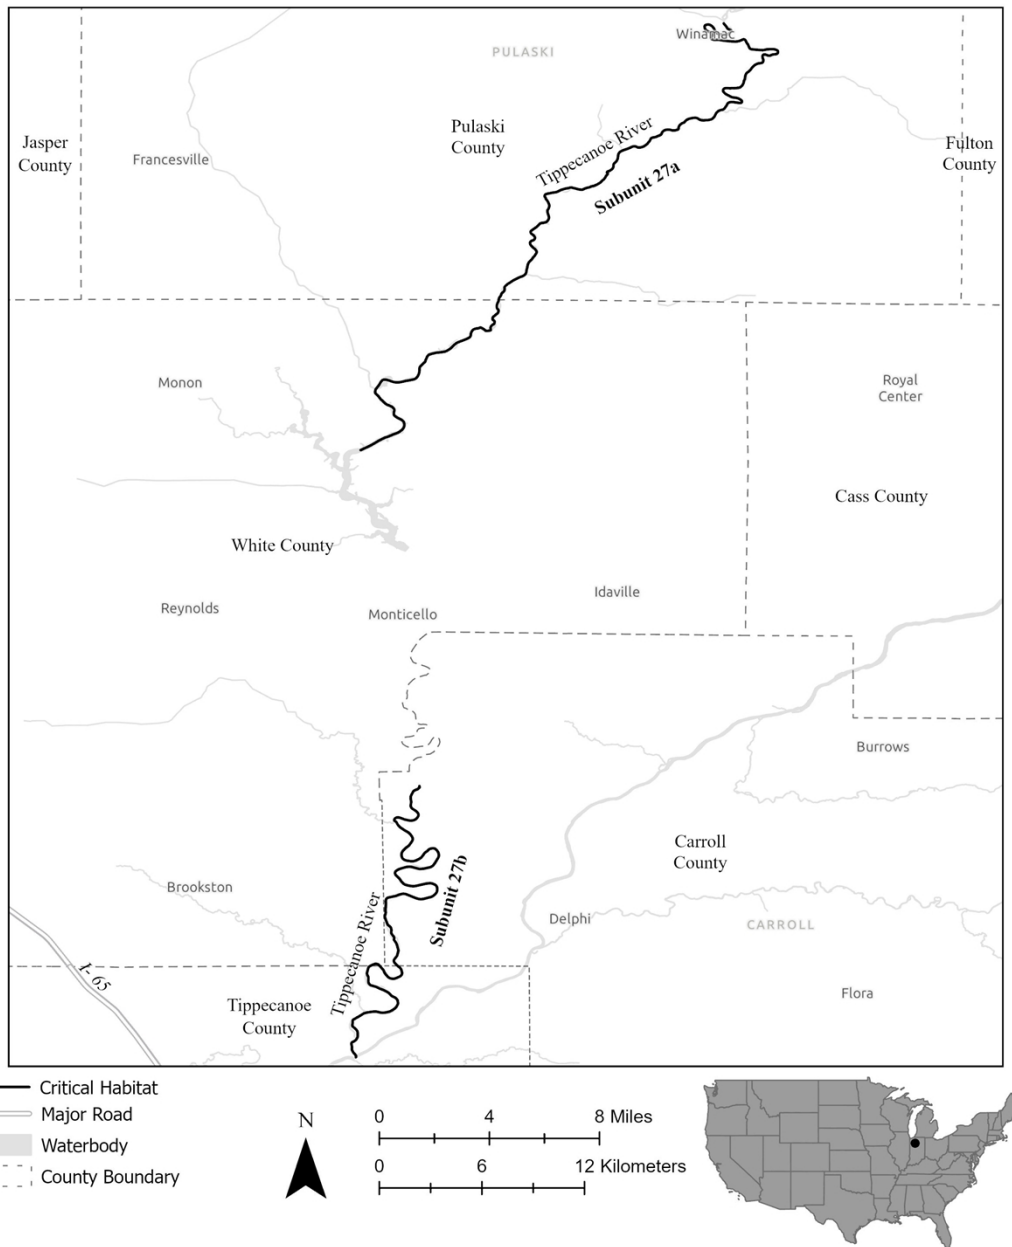 Winamac
PULASKI
Pulaski
County
Jasper
County
Fulton
County
Francesville
Tippecanoe River
Subunit 27a
Monon
Royal
Center
Cass County
White County
Idaville
Reynolds
Monticello
Burrows
Carroll
County
Subunit 27b
Brookston
Tippecanoe River
Delphi
CARROLL
I- 65
Flora
Tippecanoe
County
Critical Habitat
Major Road
Waterbody
County Boundary
N
0 4 8 Miles
0 6 12 Kilometers